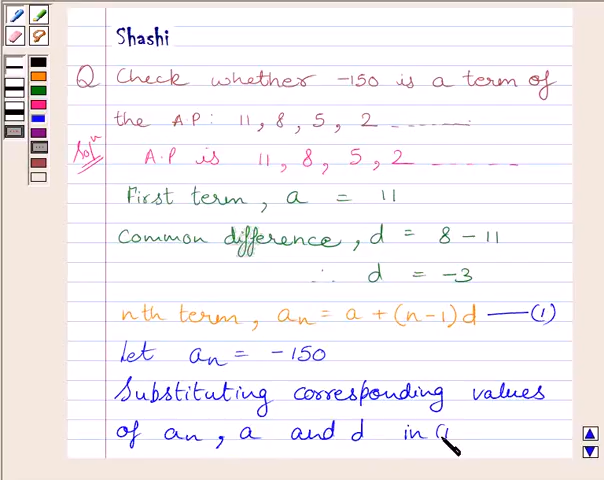 Shashi
Q Check whether -150 is a term of
the A.P: 11, 8, 5, 2 ........
Solⁿ A.P is 11, 8, 5, 2 ........
First term, a = 11
Common difference, d = 8 - 11
∴ d = -3
nth term, an = a + (n-1)d —(1)
Let an = -150
Substituting corresponding values
of an, a and d in (1